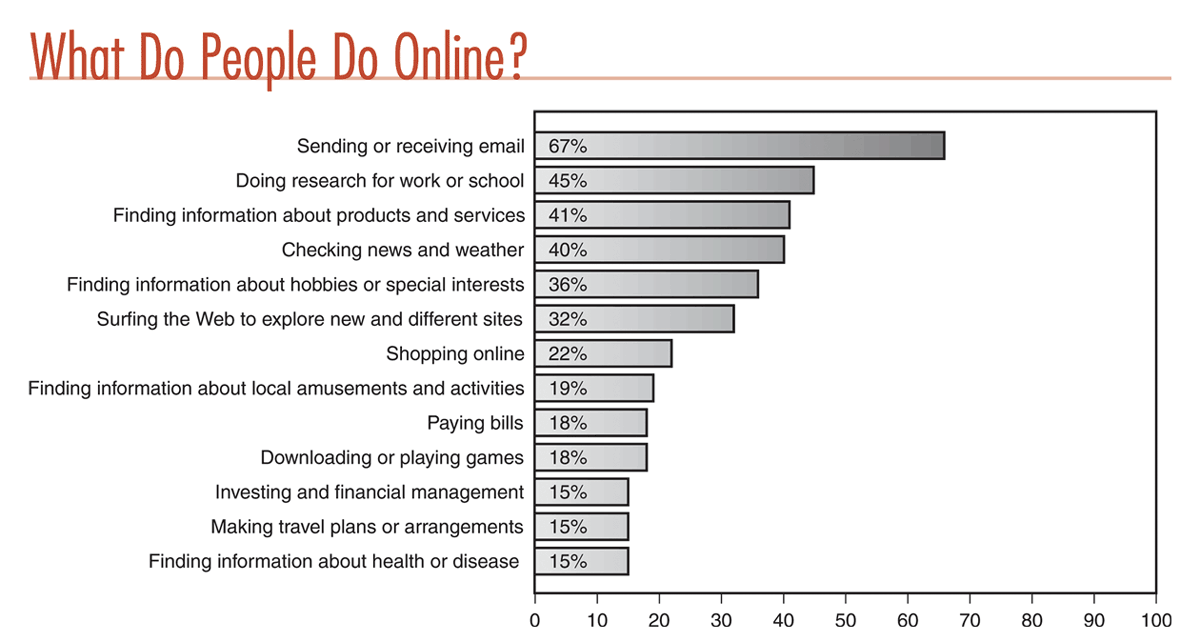 What Do People Do Online?
Sending or receiving email 67%
Doing research for work or school 45%
Finding information about products and services 41%
Checking news and weather 40%
Finding information about hobbies or special interests 36%
Surfing the Web to explore new and different sites 32%
Shopping online 22%
Finding information about local amusements and activities 19%
Paying bills 18%
Downloading or playing games 18%
Investing and financial management 15%
Making travel plans or arrangements 15%
Finding information about health or disease 15%
0 10 20 30 40 50 60 70 80 90 100